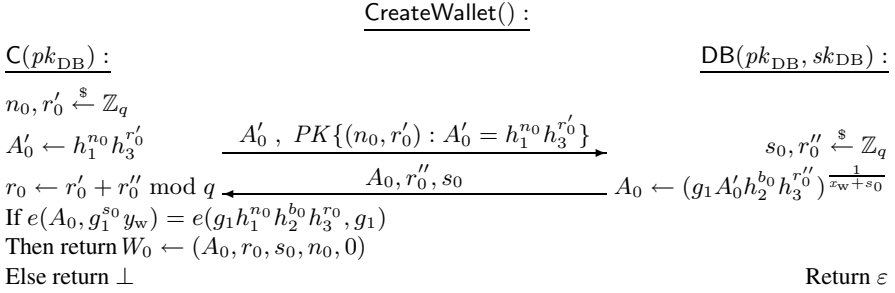 CreateWallet() :
C(pk_DB) : DB(pk_DB, sk_DB) :
n_0, r′_0 ←$ ℤ_q
A′_0 ← h_1^{n_0} h_3^{r′_0} A′_0 , PK{(n_0, r′_0) : A′_0 = h_1^{n_0} h_3^{r′_0}} s_0, r″_0 ←$ ℤ_q
r_0 ← r′_0 + r″_0 mod q A_0, r″_0, s_0 A_0 ← (g_1 A′_0 h_2^{b_0} h_3^{r″_0})^{1/(x_w+s_0)}
If e(A_0, g_1^{s_0} y_w) = e(g_1 h_1^{n_0} h_2^{b_0} h_3^{r_0}, g_1)
Then return W_0 ← (A_0, r_0, s_0, n_0, 0)
Else return ⊥ Return ε